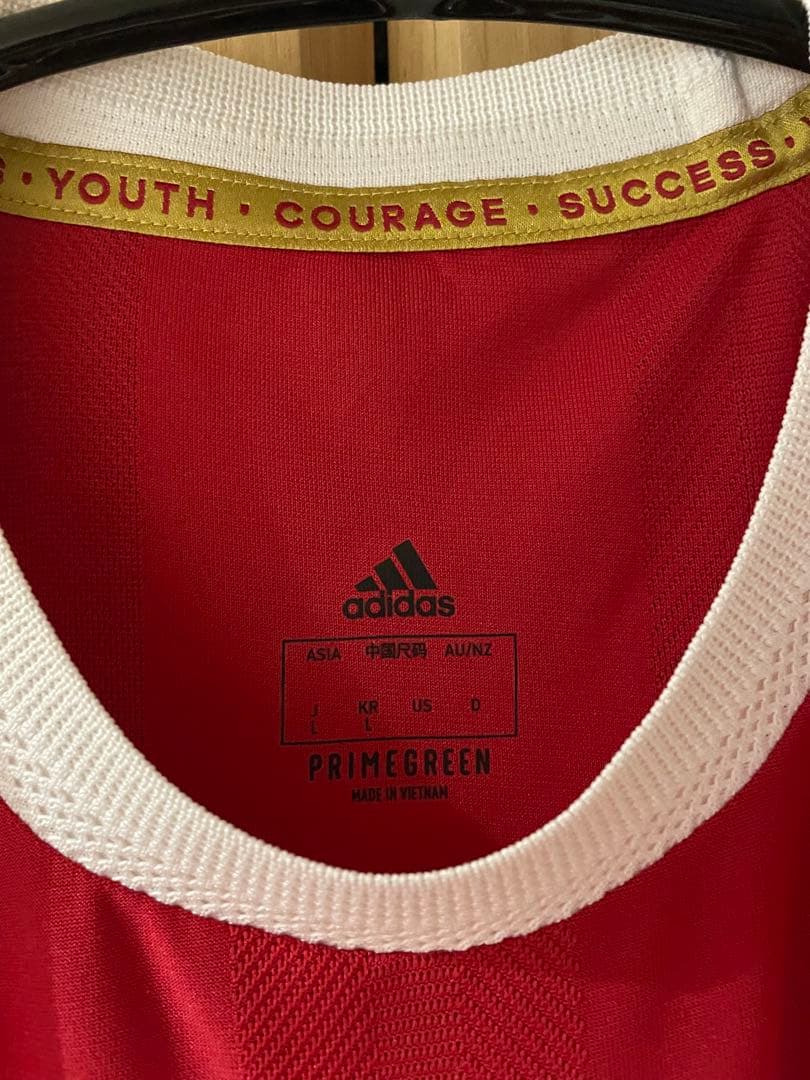 S · YOUTH · COURAGE · SUCCESS · Y
adidas
ASIA 中国尺码 AU/NZ
J KR US D
L L
PRIMEGREEN
MADE IN VIETNAM